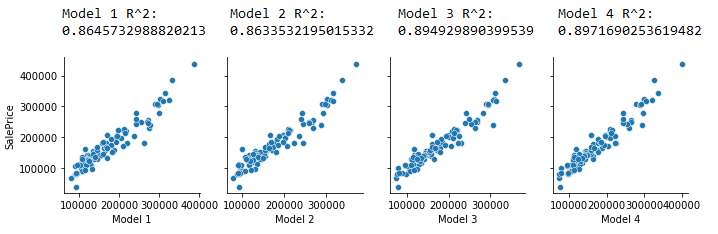 Model 1 R^2: Model 2 R^2: Model 3 R^2: Model 4 R^2:
0.8645732988820213 0.8633532195015332 0.894929890399539 0.8971690253619482
400000
300000
200000
100000
SalePrice
100000 200000 300000 400000 100000 200000 300000 100000 200000 300000 100000 200000 300000 400000
Model 1 Model 2 Model 3 Model 4